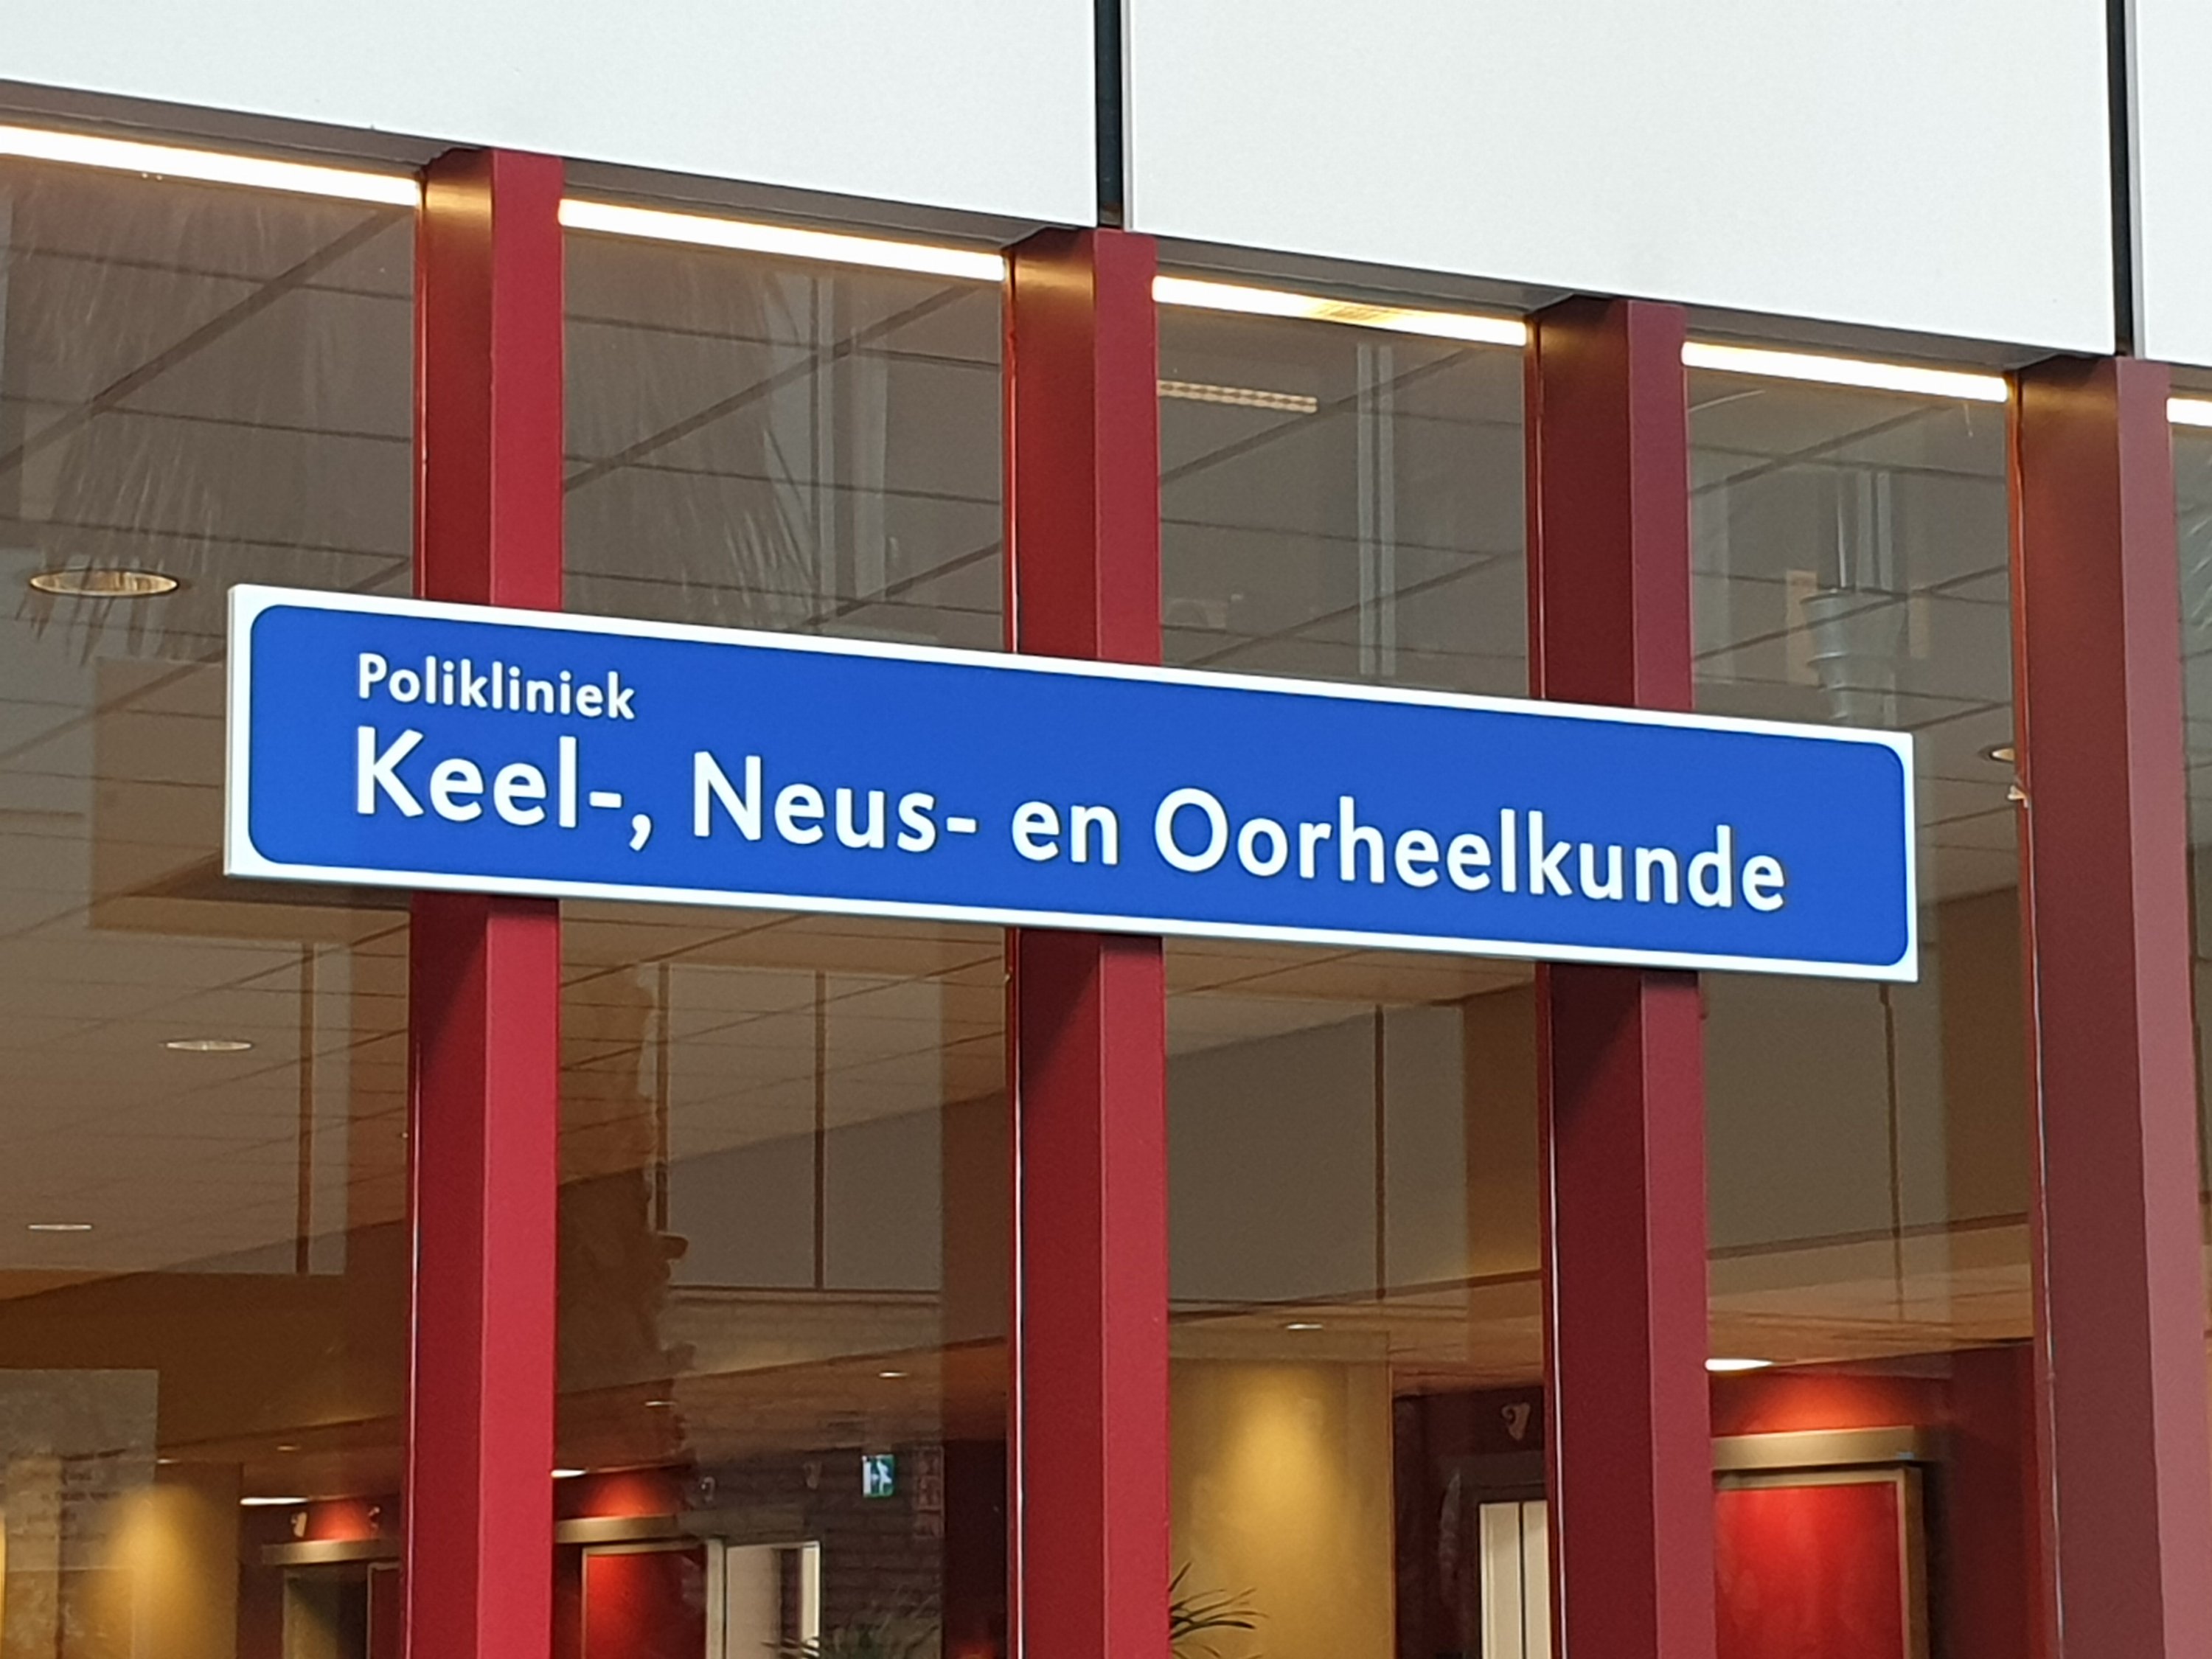 Polikliniek
Keel-, Neus- en Oorheelkunde